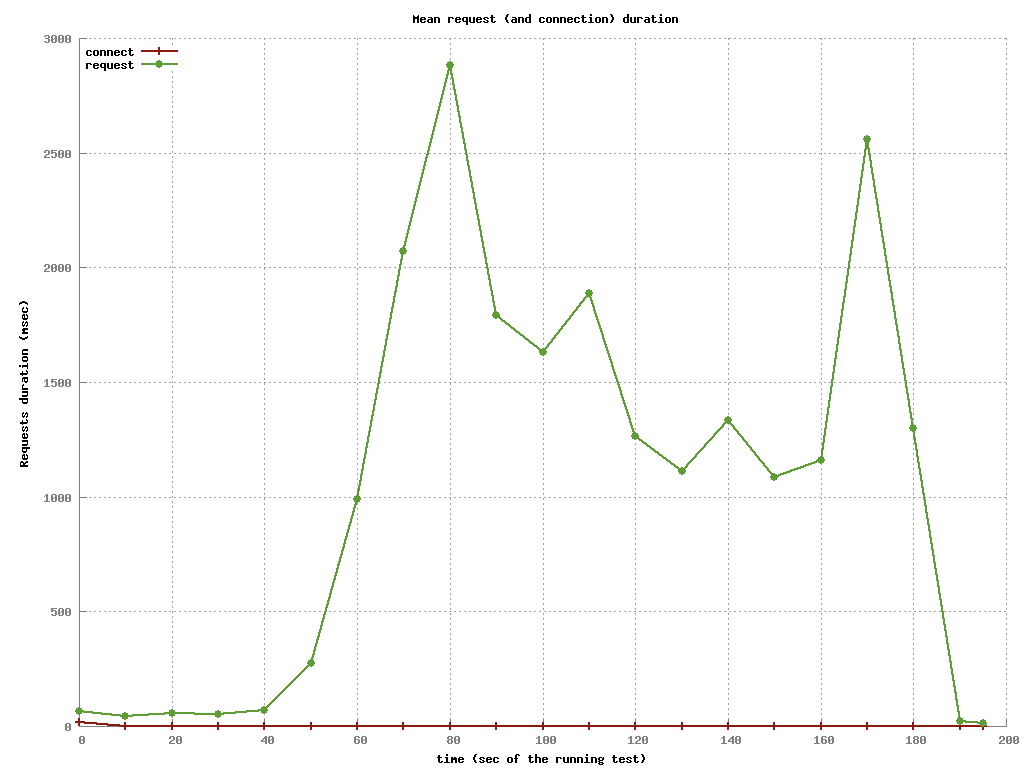 Mean request (and connection) duration
3000
connect
request
2500
2000
1500
1000
500
0
Requests duration (msec)
0 20 40 60 80 100 120 140 160 180 200
time (sec of the running test)